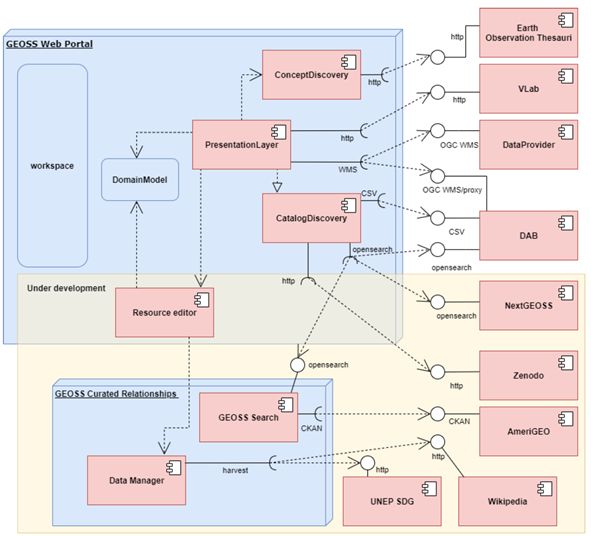 GEOSS Web Portal
workspace
DomainModel
ConceptDiscovery
http
http
Earth
Observation Thesauri
PresentationLayer
http
http
VLab
WMS
OGC WMS
DataProvider
OGC WMS/proxy
CatalogDiscovery
CSV
CSV
DAB
opensearch
opensearch
http
Under development
Resource editor
opensearch
NextGEOSS
opensearch
http
Zenodo
GEOSS Curated Relationships
GEOSS Search
CKAN
CKAN
AmeriGEO
Data Manager
harvest
http
http
UNEP SDG
Wikipedia